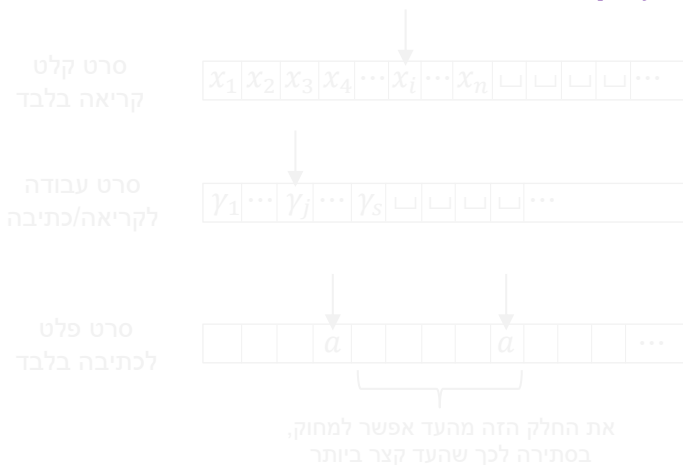 סרט קלט
קריאה בלבד
x₁ x₂ x₃ x₄ ⋯ xᵢ ⋯ xₙ ⊔ ⊔ ⊔ ⊔ ⋯
סרט עבודה
לקריאה/כתיבה
γ₁ ⋯ γⱼ ⋯ γₛ ⊔ ⊔ ⊔ ⊔ ⋯
סרט פלט
לכתיבה בלבד
a a ⋯
את החלק הזה מהעד אפשר למחוק,
בסתירה לכך שהעד קצר ביותר